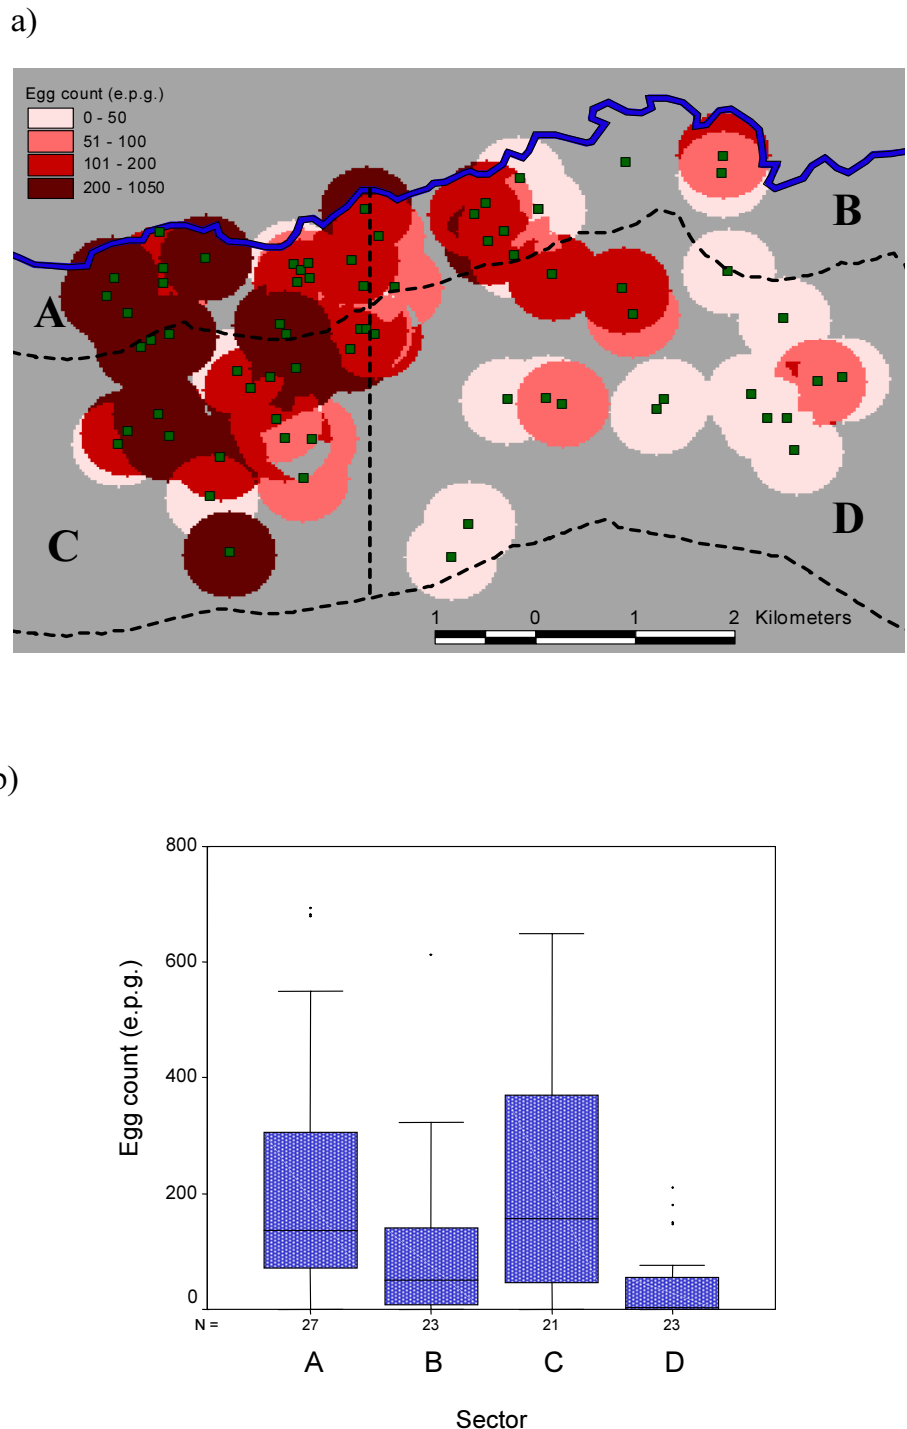 a)
Egg count (e.p.g.)
0 - 50
51 - 100
101 - 200
200 - 1050
B
A
C
D
1 0 1 2 Kilometers
b)
800
600
400
200
0
Egg count (e.p.g.)
N = 27 23 21 23
A B C D
Sector